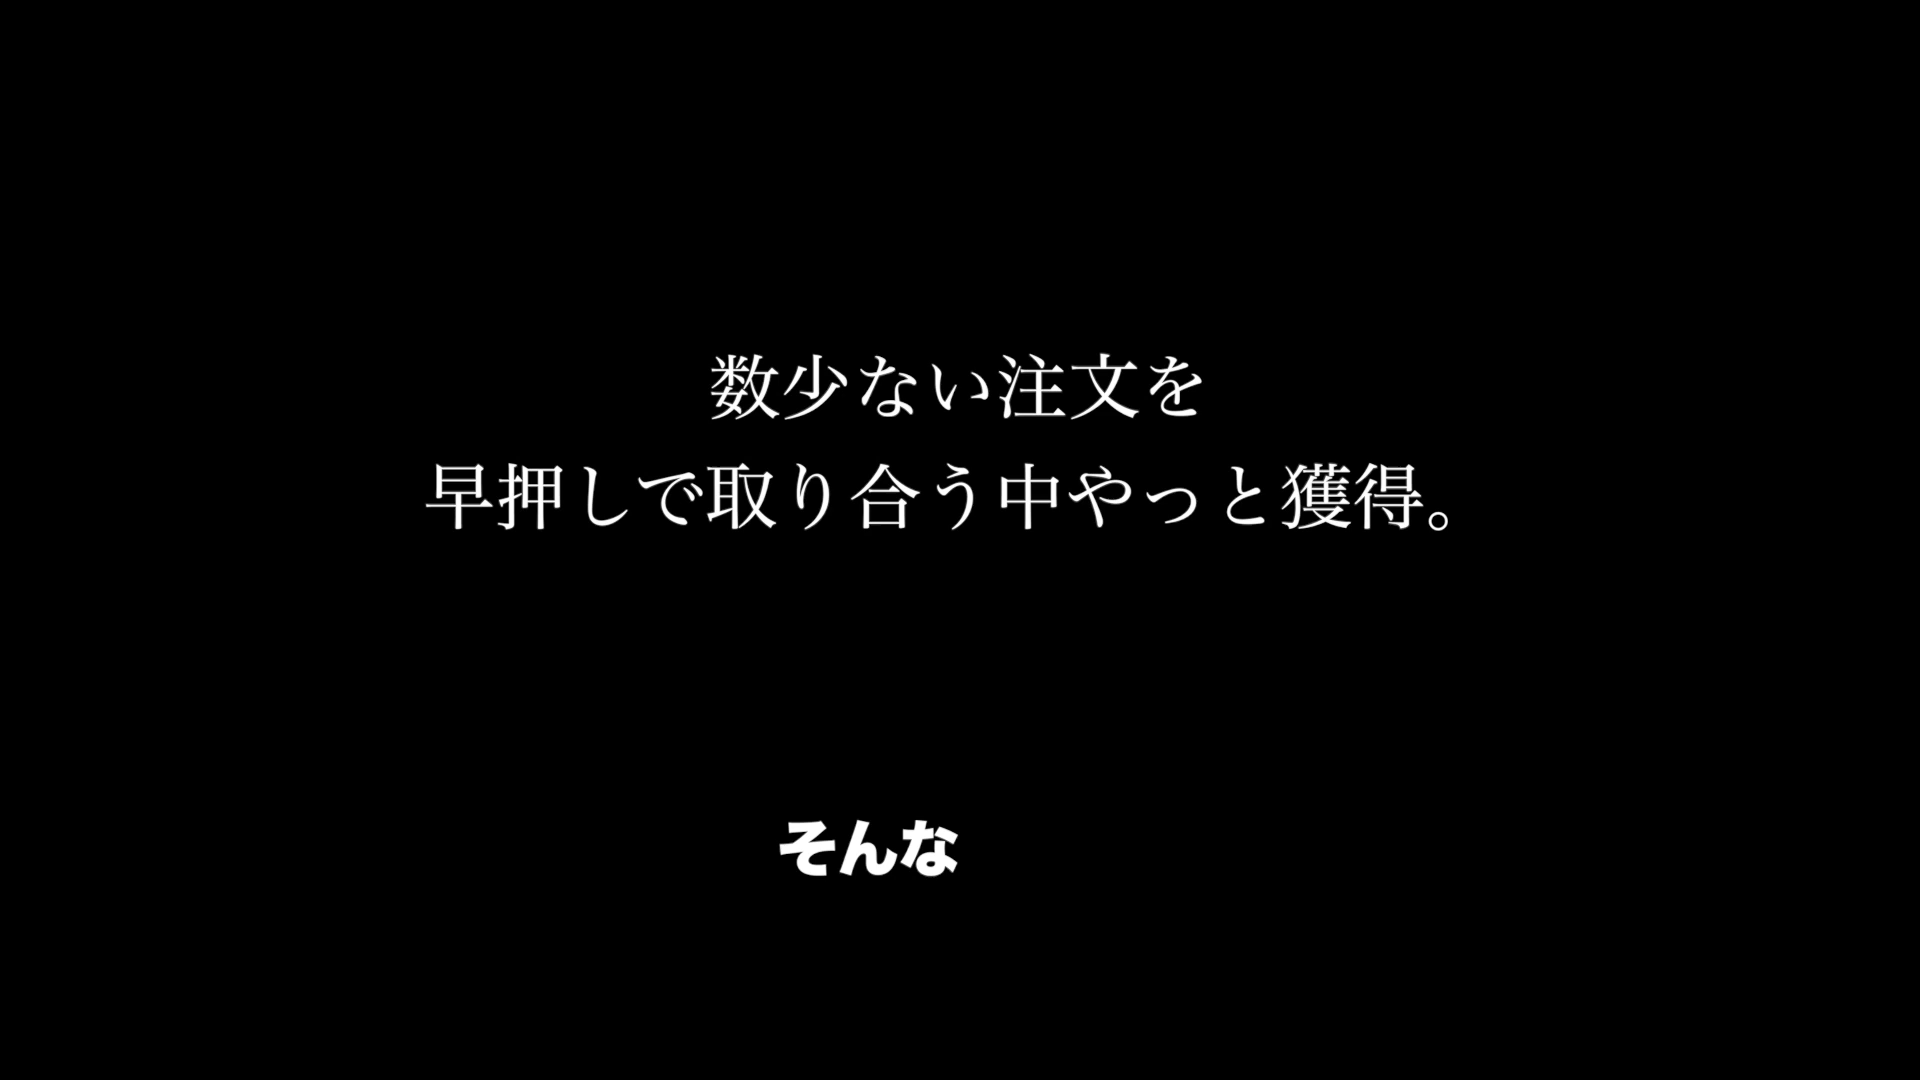 数少ない注文を
早押しで取り合う中やっと獲得。
そんな